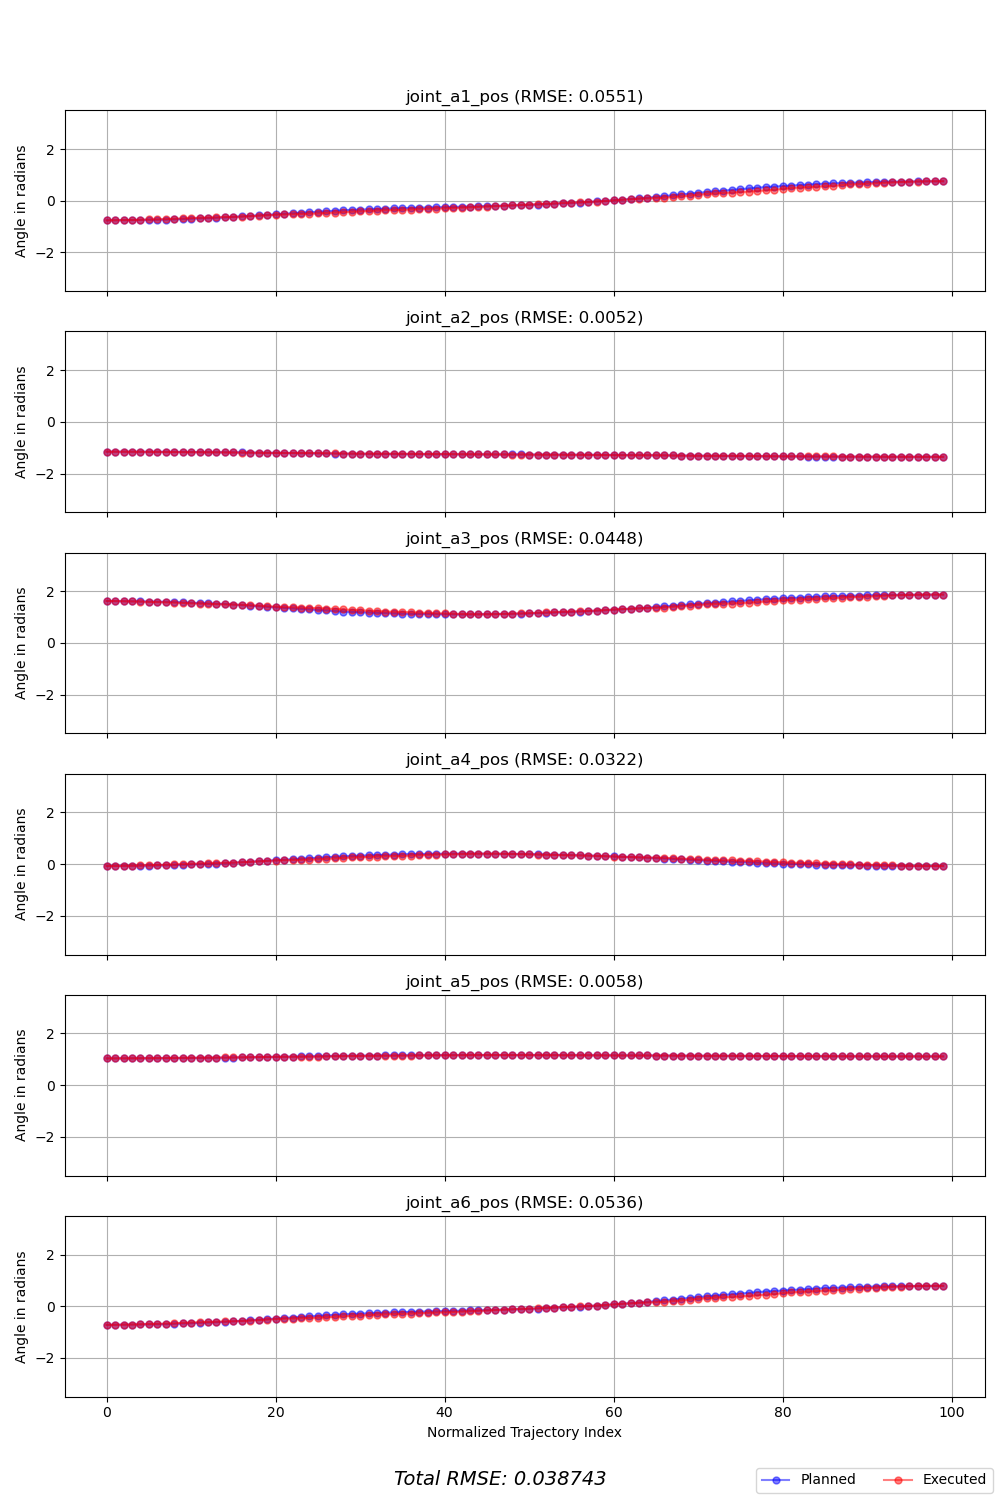 joint_a1_pos (RMSE: 0.0551)
Angle in radians
2
0
−2
joint_a2_pos (RMSE: 0.0052)
Angle in radians
2
0
−2
joint_a3_pos (RMSE: 0.0448)
Angle in radians
2
0
−2
joint_a4_pos (RMSE: 0.0322)
Angle in radians
2
0
−2
joint_a5_pos (RMSE: 0.0058)
Angle in radians
2
0
−2
joint_a6_pos (RMSE: 0.0536)
Angle in radians
2
0
−2
0 20 40 60 80 100
Normalized Trajectory Index
Total RMSE: 0.038743
Planned Executed